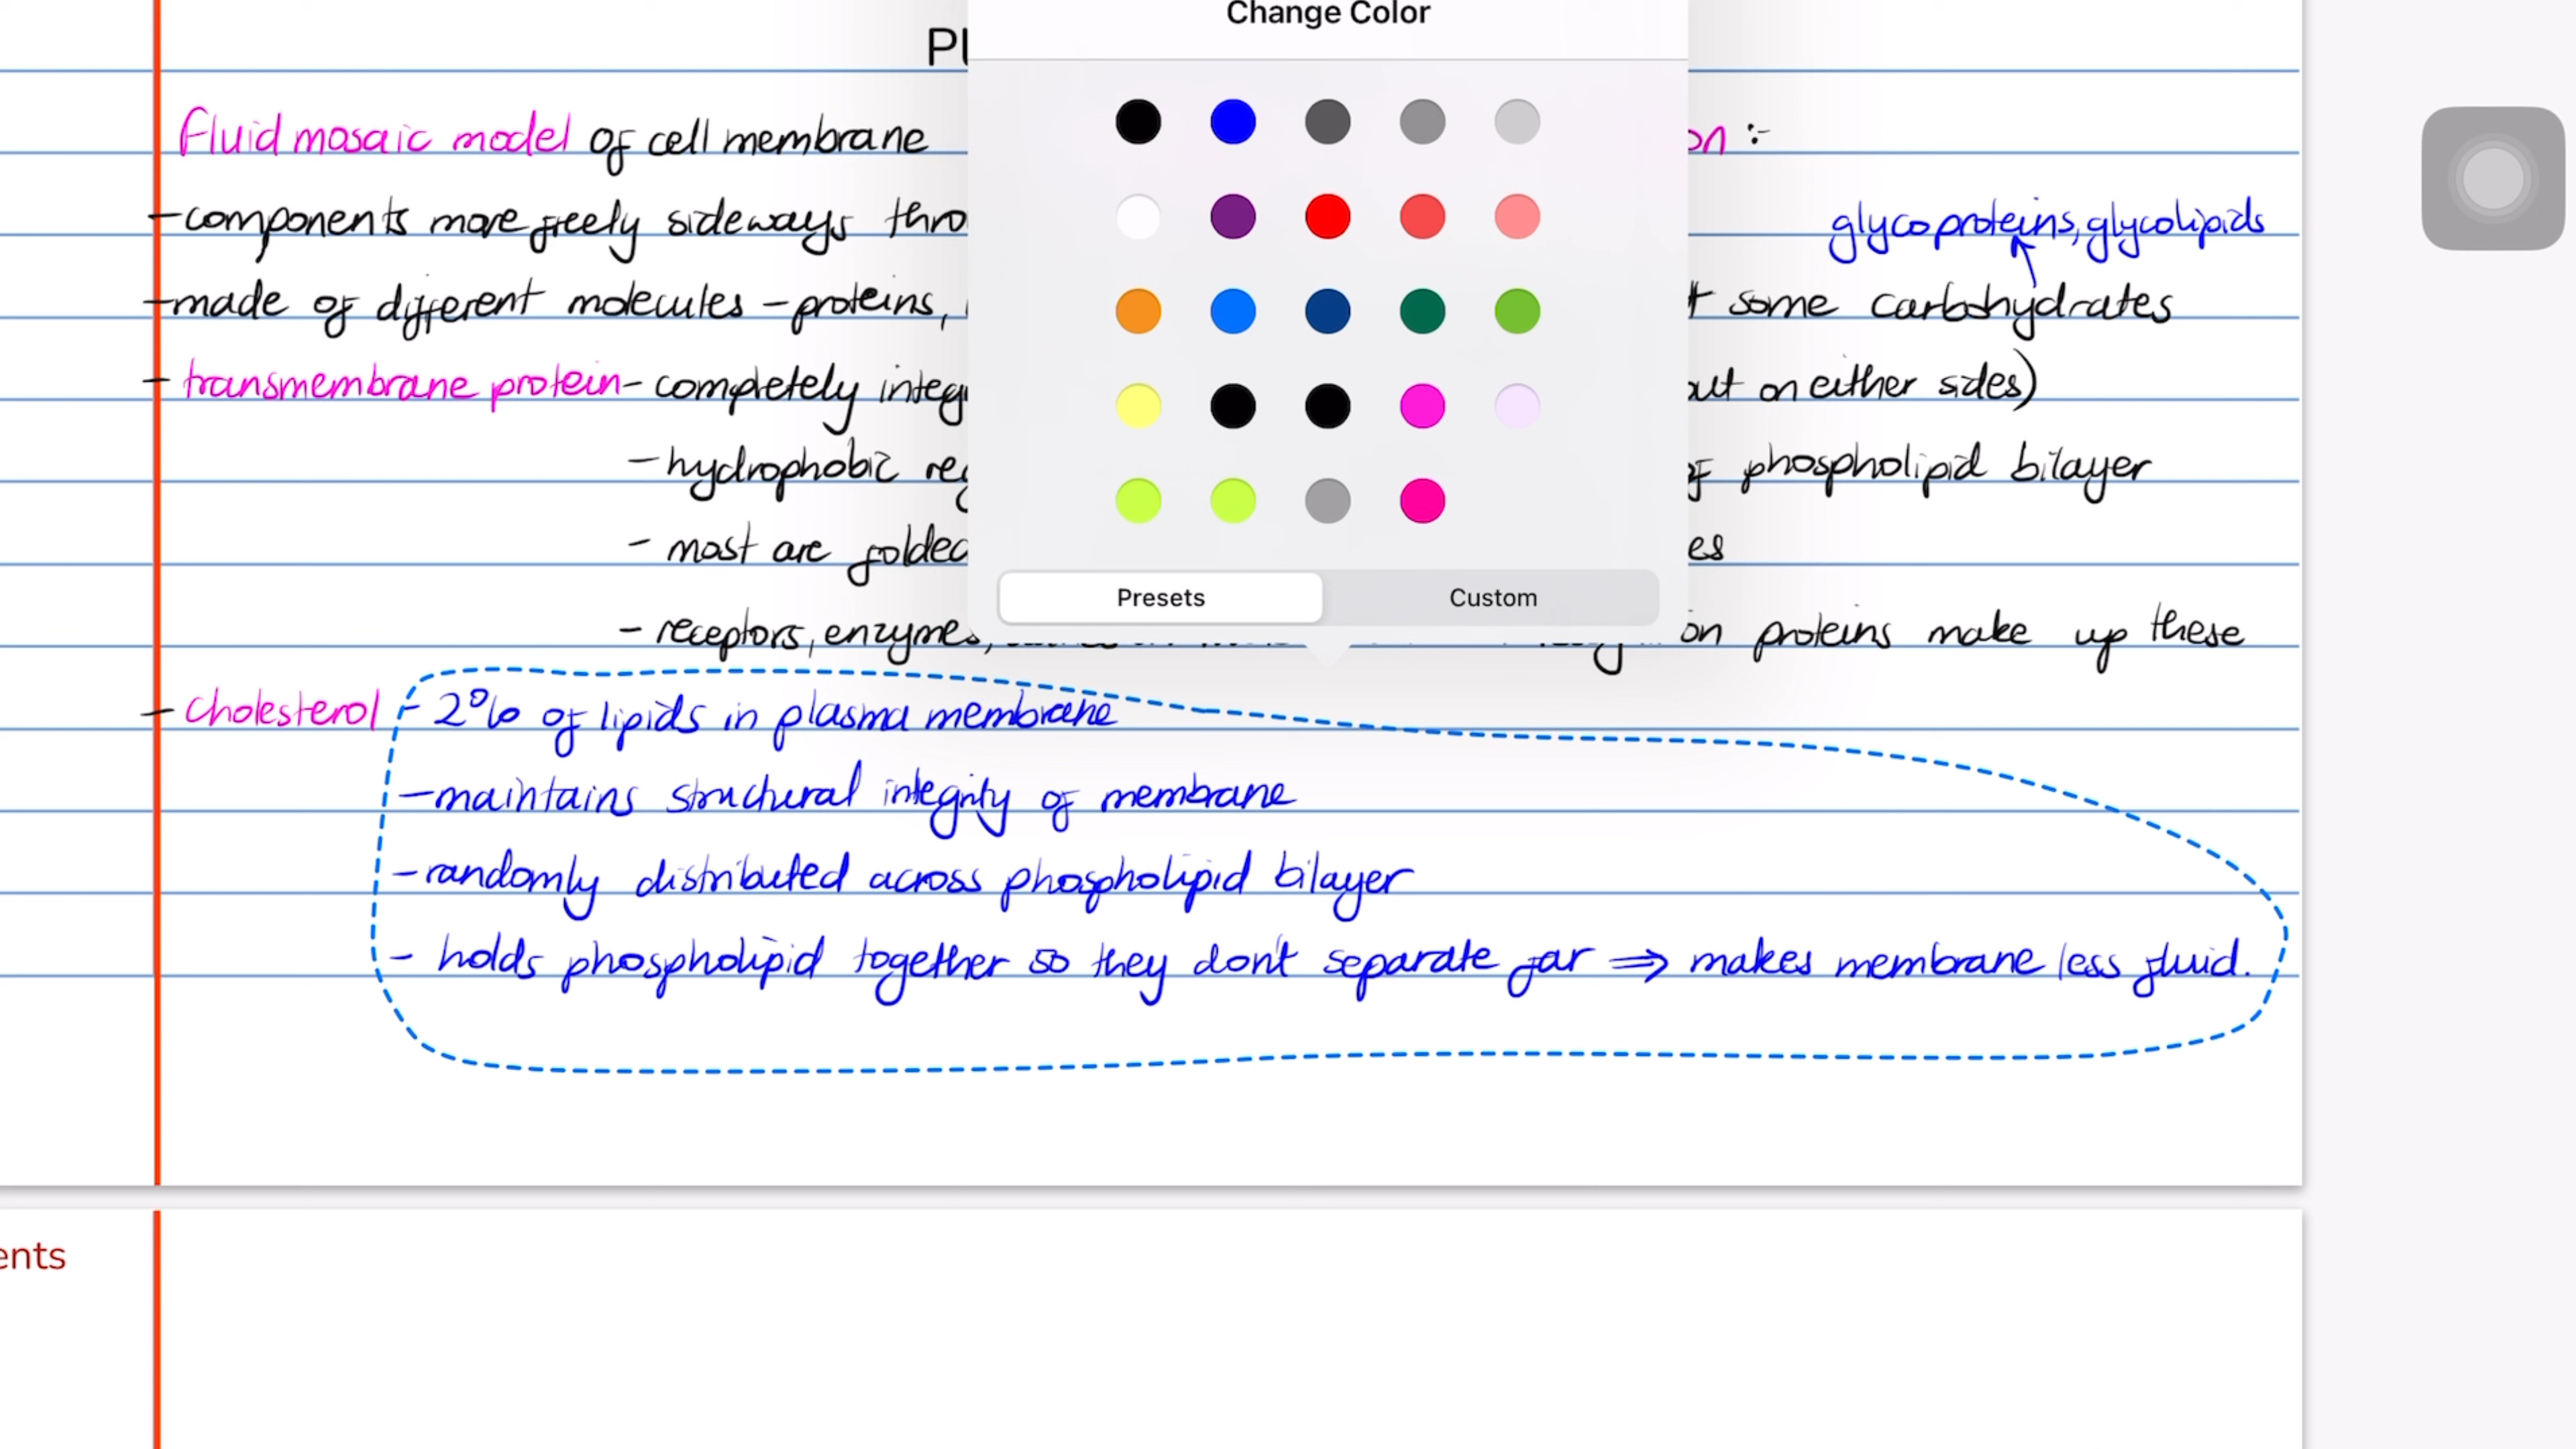 Change Color
Pl
Fluid mosaic model of cell membrane on :-
-components move freely sideways thro
glycoproteins, glycolipids
-made of different molecules - proteins, some carbohydrates
- transmembrane protein - completely integ out on either sides)
-hydrophobic reg of phospholipid bilayer
- most are folded es
Presets Custom
- receptors, enzymes, on proteins make up these
- cholesterol - 2% of lipids in plasma membrane
-maintains structural integrity of membrane
-randomly distributed across phospholipid bilayer
- holds phospholipid together so they don't separate far ⇒ makes membrane less fluid.
ents